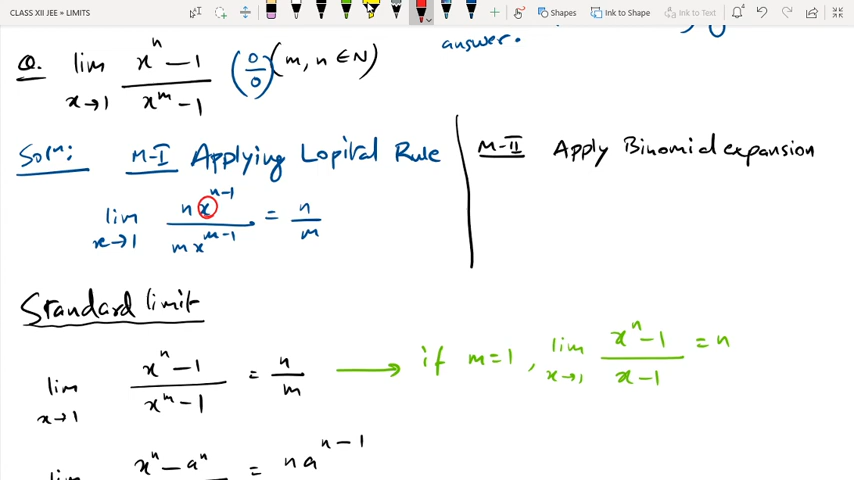 CLASS XII JEE » LIMITS
Shapes Ink to Shape Ink to Text
answer.
Q. lim x→1 (x^n - 1)/(x^m - 1) (0/0) (m, n ∈ N)
Soln: M-I Applying Lopital Rule
lim x→1 (n x^(n-1))/(m x^(m-1)) = n/m
M-II Apply Binomial expansion
Standard limit
lim x→1 (x^n - 1)/(x^m - 1) = n/m → if m=1, lim x→1 (x^n - 1)/(x - 1) = n
lim x^n - a^n = n a^(n-1)